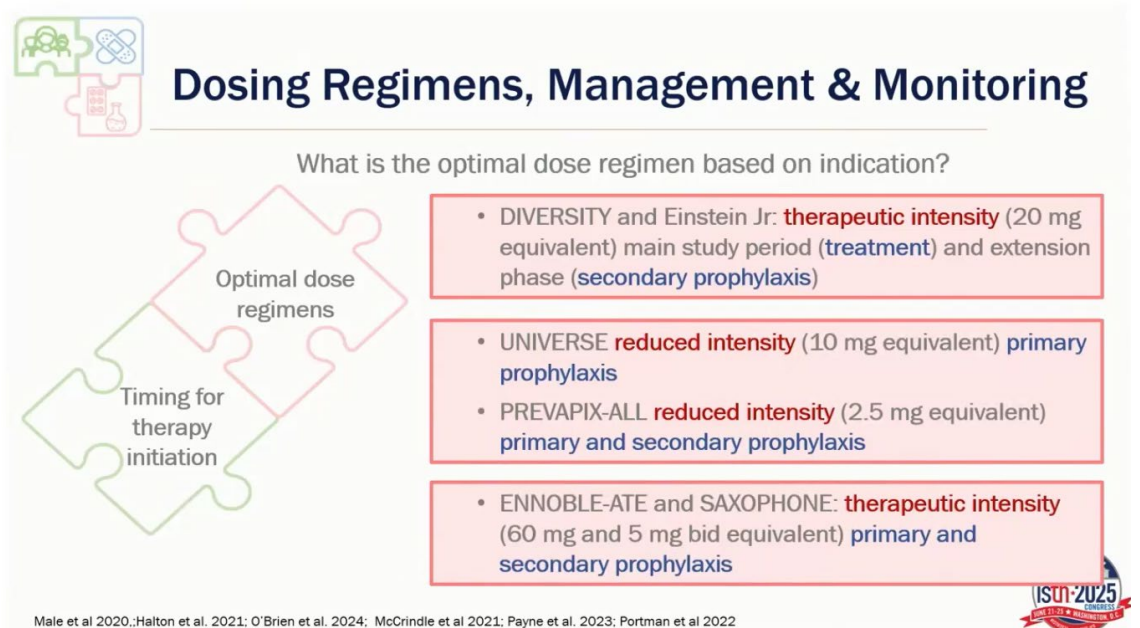 Dosing Regimens, Management & Monitoring
What is the optimal dose regimen based on indication?
Optimal dose
regimens
Timing for
therapy
initiation
• DIVERSITY and Einstein Jr: therapeutic intensity (20 mg
equivalent) main study period (treatment) and extension
phase (secondary prophylaxis)
• UNIVERSE reduced intensity (10 mg equivalent) primary
prophylaxis
• PREVAPIX-ALL reduced intensity (2.5 mg equivalent)
primary and secondary prophylaxis
• ENNOBLE-ATE and SAXOPHONE: therapeutic intensity
(60 mg and 5 mg bid equivalent) primary and
secondary prophylaxis
Male et al 2020,;Halton et al. 2021; O'Brien et al. 2024; McCrindle et al 2021; Payne et al. 2023; Portman et al 2022
isth·2025
CONGRESS
JUNE 21-25 ★ WASHINGTON, D.C.